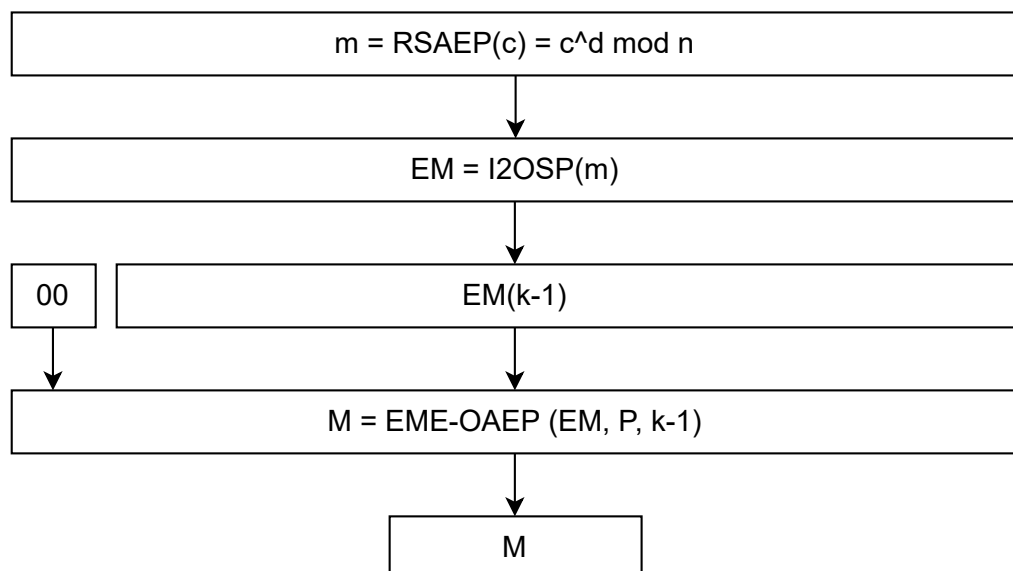 m = RSAEP(c) = c^d mod n
EM = I2OSP(m)
00
EM(k-1)
M = EME-OAEP (EM, P, k-1)
M